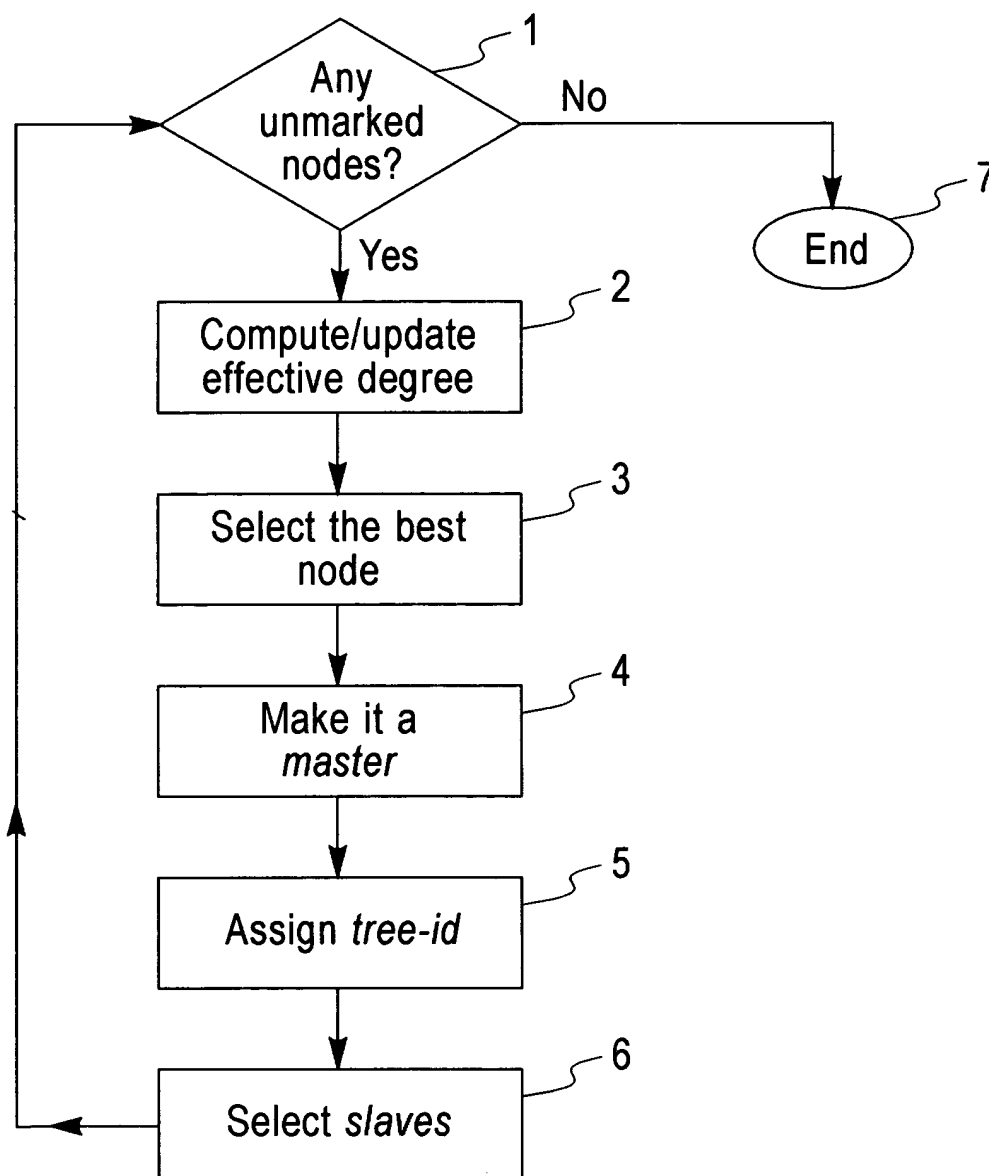 1
Any
unmarked
nodes?
No
7
End
Yes
2
Compute/update
effective degree
3
Select the best
node
4
Make it a
master
5
Assign tree-id
6
Select slaves